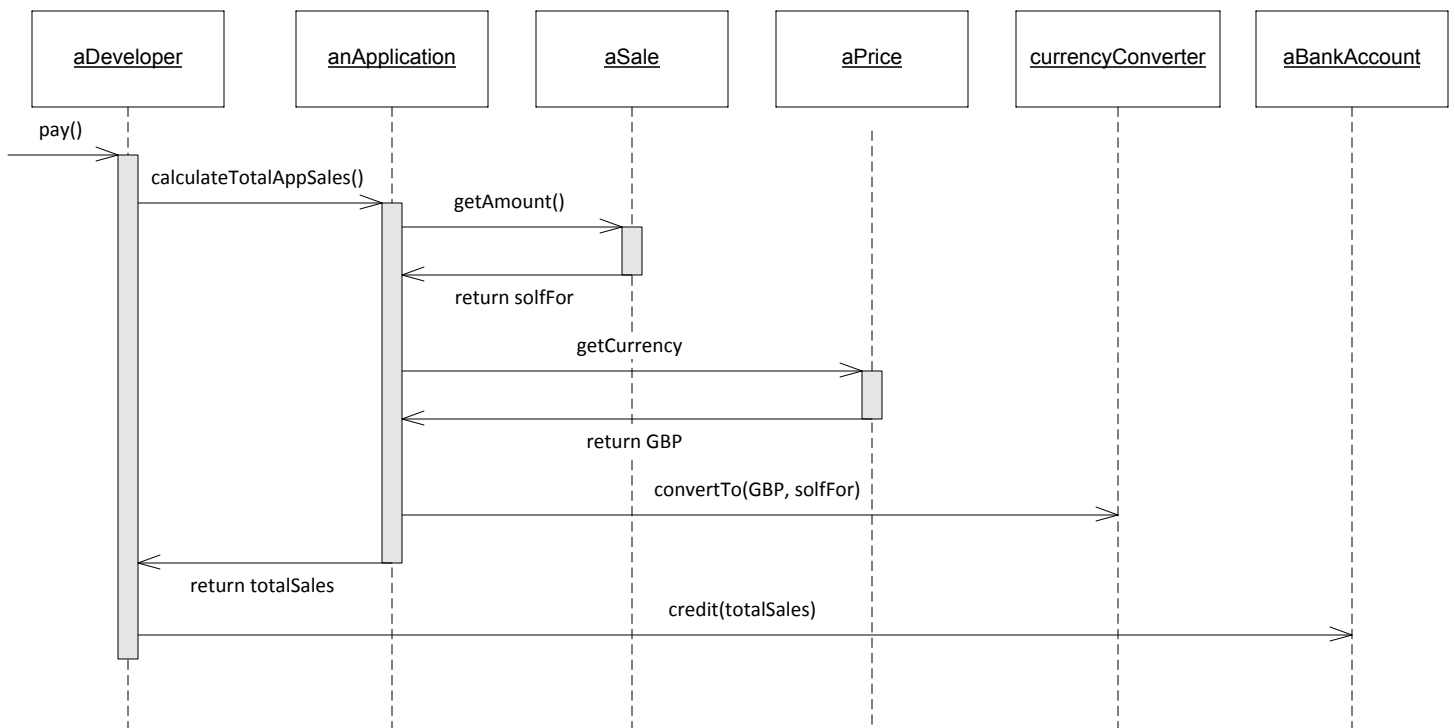 aDeveloper
anApplication
aSale
aPrice
currencyConverter
aBankAccount
pay()
calculateTotalAppSales()
getAmount()
return solfFor
getCurrency
return GBP
convertTo(GBP, solfFor)
return totalSales
credit(totalSales)